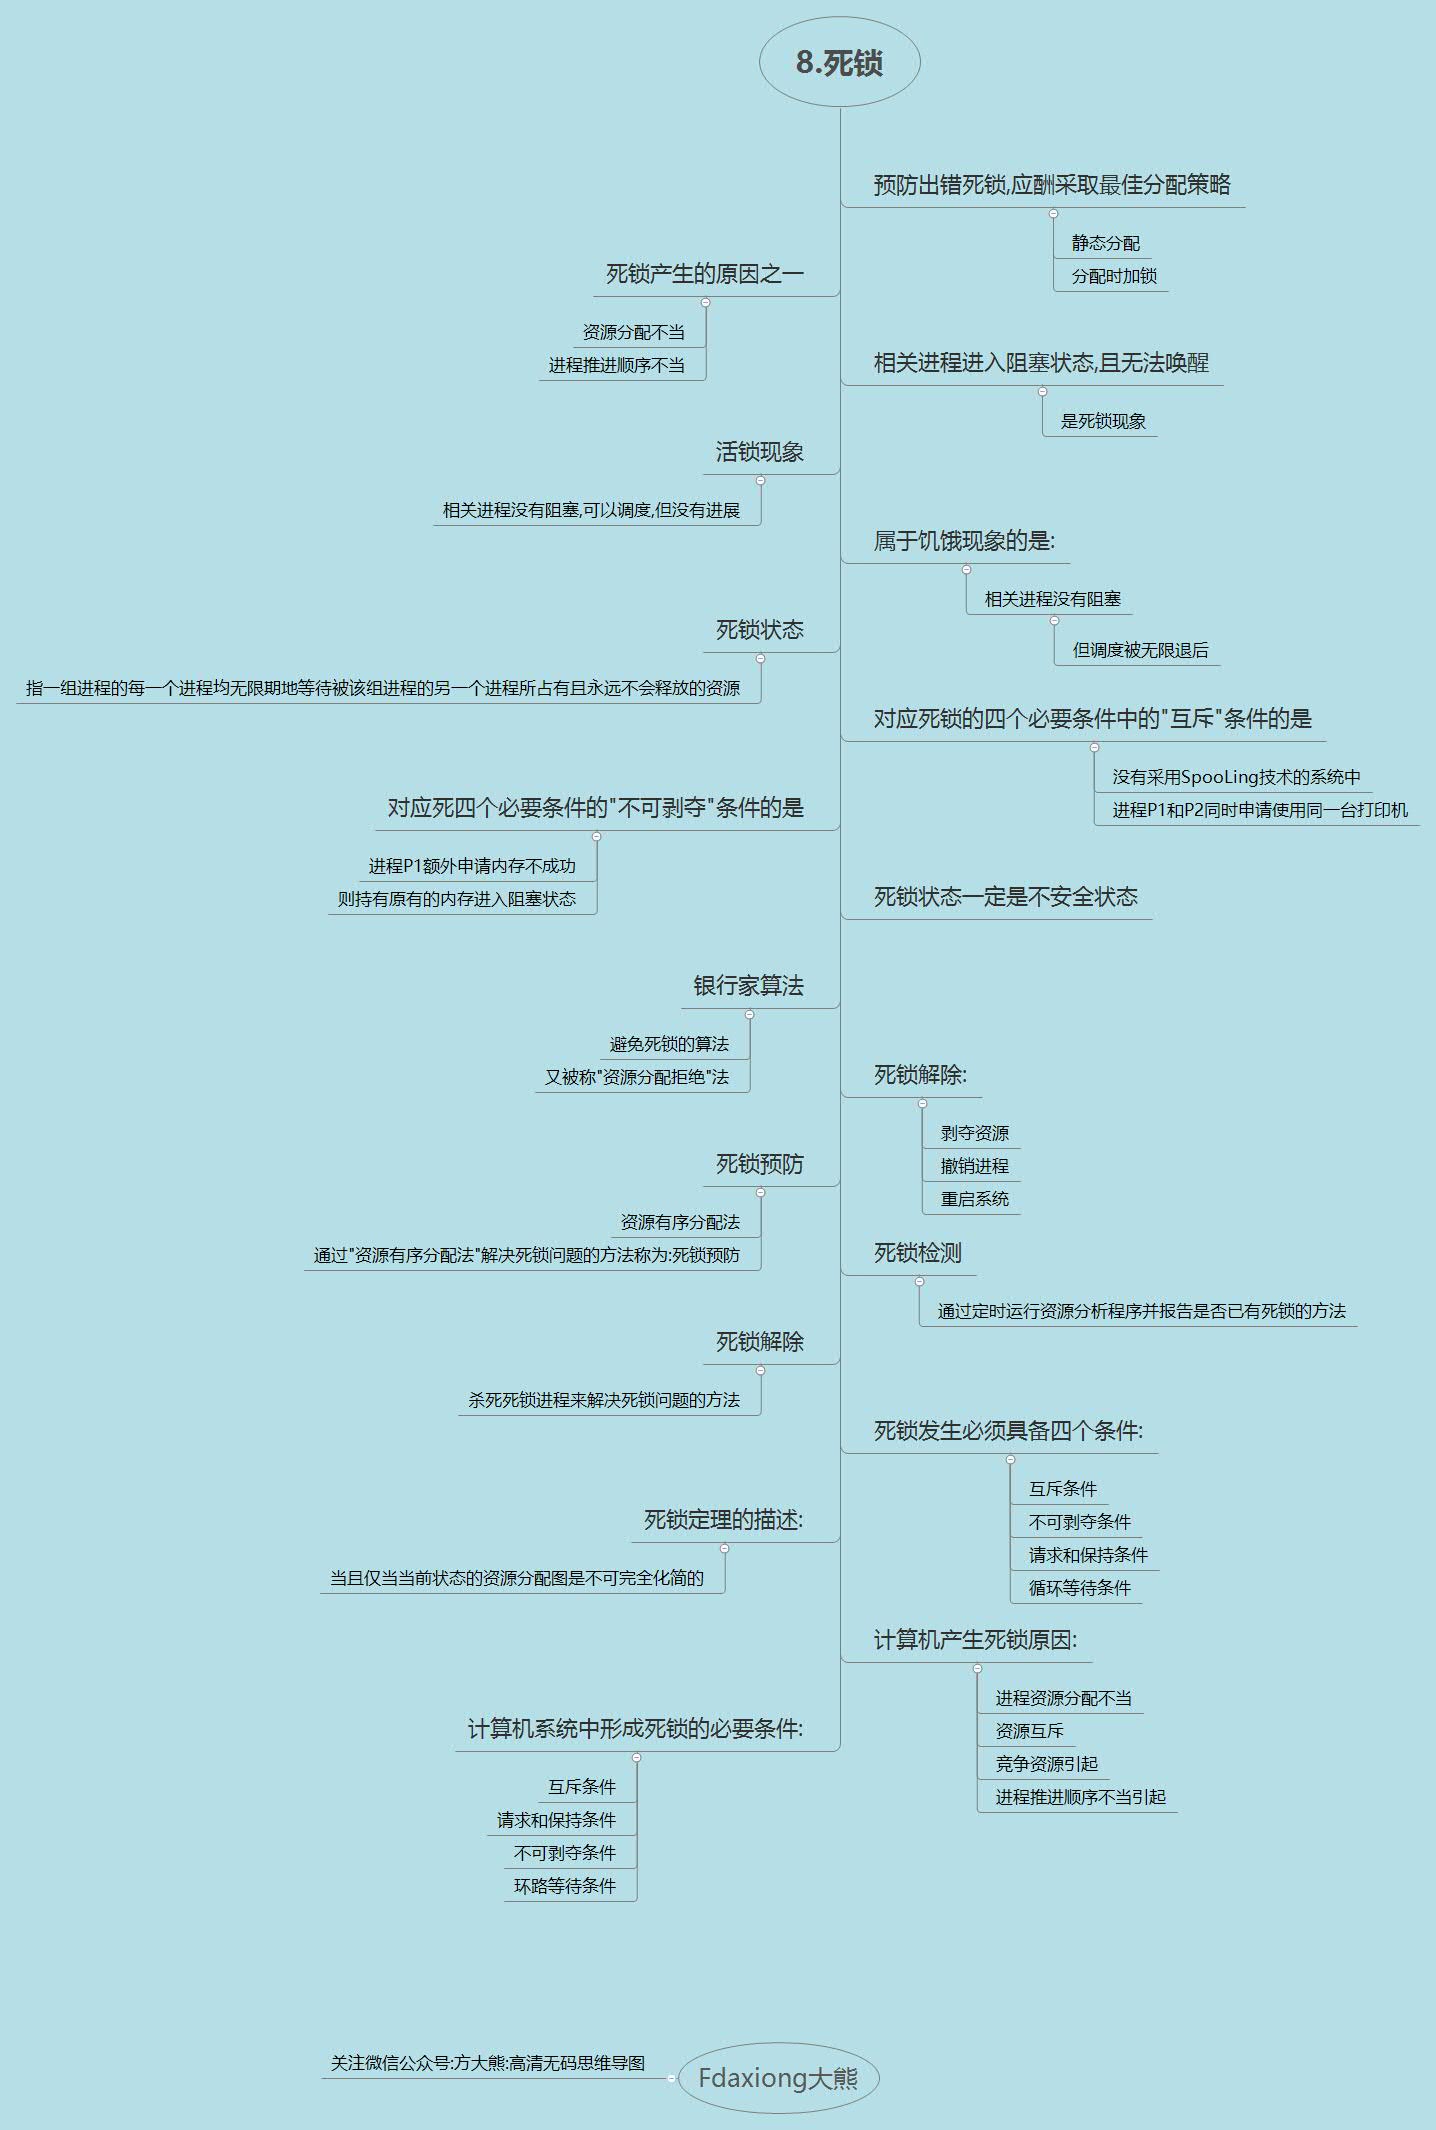 8.死锁
预防出错死锁,应酬采取最佳分配策略
静态分配
分配时加锁
死锁产生的原因之一
资源分配不当
进程推进顺序不当
相关进程进入阻塞状态,且无法唤醒
是死锁现象
活锁现象
相关进程没有阻塞,可以调度,但没有进展
属于饥饿现象的是:
相关进程没有阻塞
但调度被无限退后
死锁状态
指一组进程的每一个进程均无限期地等待被该组进程的另一个进程所占有且永远不会释放的资源
对应死锁的四个必要条件中的"互斥"条件的是
没有采用SpooLing技术的系统中
进程P1和P2同时申请使用同一台打印机
对应死四个必要条件的"不可剥夺"条件的是
进程P1额外申请内存不成功
则持有原有的内存进入阻塞状态
死锁状态一定是不安全状态
银行家算法
避免死锁的算法
又被称"资源分配拒绝"法
死锁解除:
剥夺资源
撤销进程
重启系统
死锁预防
资源有序分配法
通过"资源有序分配法"解决死锁问题的方法称为:死锁预防
死锁检测
通过定时运行资源分析程序并报告是否已有死锁的方法
死锁解除
杀死死锁进程来解决死锁问题的方法
死锁发生必须具备四个条件:
互斥条件
不可剥夺条件
请求和保持条件
循环等待条件
死锁定理的描述:
当且仅当当前状态的资源分配图是不可完全化简的
计算机产生死锁原因:
进程资源分配不当
资源互斥
竞争资源引起
进程推进顺序不当引起
计算机系统中形成死锁的必要条件:
互斥条件
请求和保持条件
不可剥夺条件
环路等待条件
关注微信公众号:方大熊:高清无码思维导图
Fdaxiong大熊